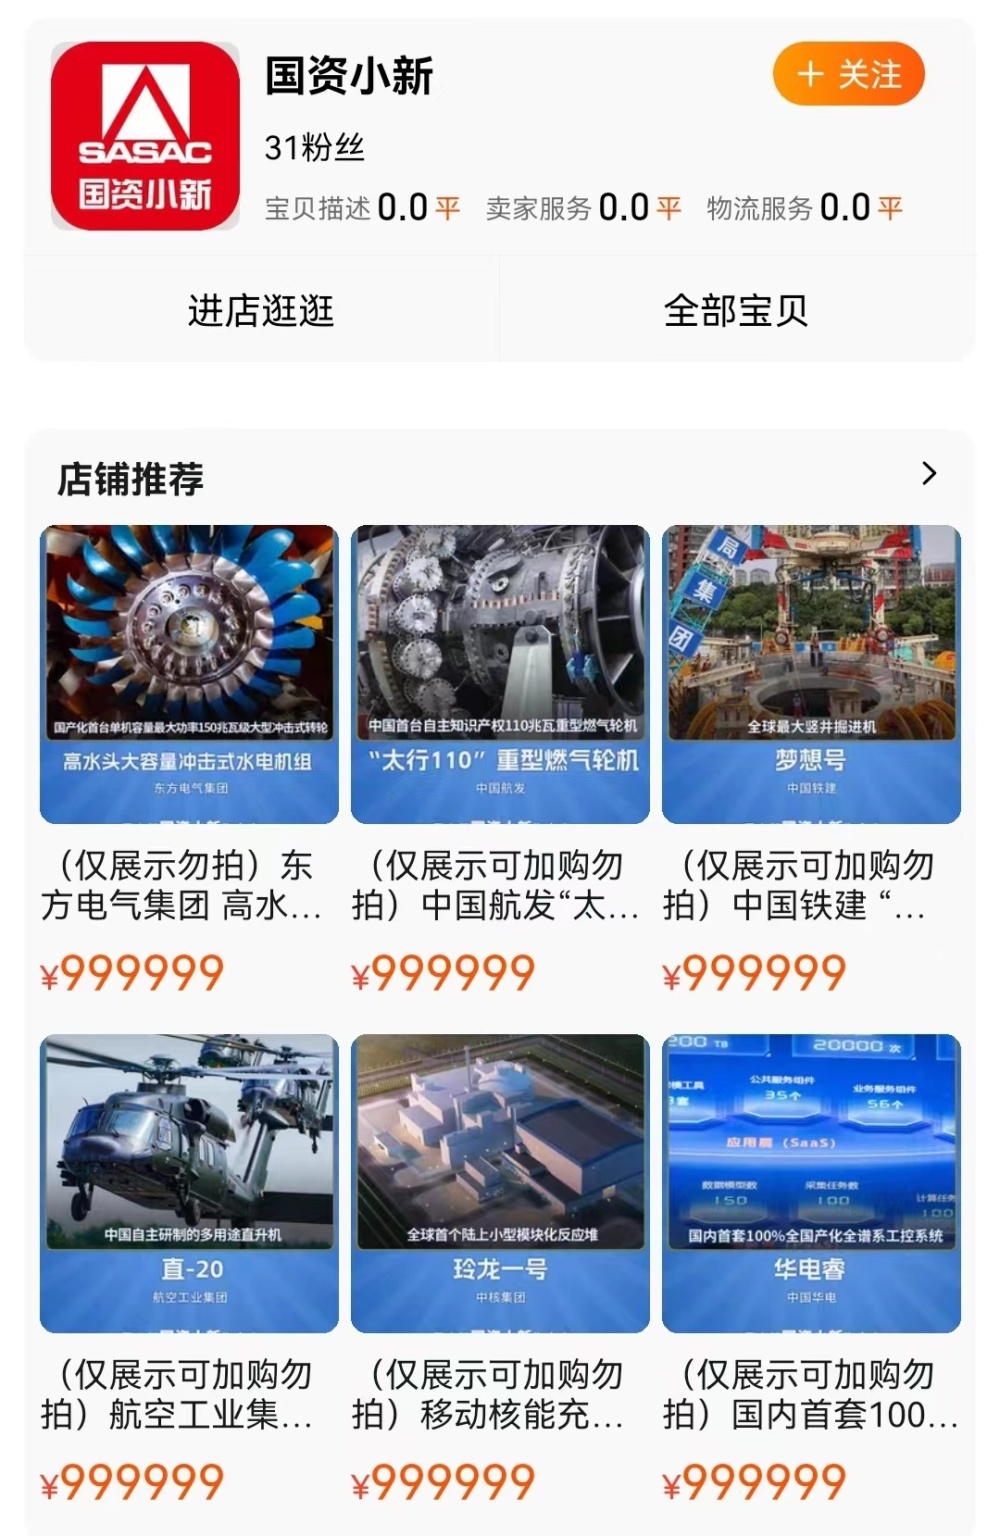 SASAC
国资小新
国资小新
+ 关注
31粉丝
宝贝描述 0.0 平 卖家服务 0.0 平 物流服务 0.0 平
进店逛逛
全部宝贝
店铺推荐
国产化首台单机容量最大功率150兆瓦级大型冲击式转轮
高水头大容量冲击式水电机组
东方电气集团
中国首台自主知识产权110兆瓦重型燃气轮机
“太行110”重型燃气轮机
中国航发
局
集
团
全球最大竖井掘进机
梦想号
中国铁建
（仅展示勿拍）东
方电气集团 高水...
¥999999
（仅展示可加购勿
拍）中国航发“太...
¥999999
（仅展示可加购勿
拍）中国铁建 “...
¥999999
中国自主研制的多用途直升机
直-20
航空工业集团
全球首个陆上小型模块化反应堆
玲龙一号
中核集团
200 TB
20000 次
公共服务组件
35个
业务服务组件
56个
应用层（SaaS）
数据模型数
150
采集任务数
100
计算任务
100
国内首套100%全国产化全谱系工控系统
华电睿
中国华电
（仅展示可加购勿
拍）航空工业集...
¥999999
（仅展示可加购勿
拍）移动核能充...
¥999999
（仅展示可加购勿
拍）国内首套100...
¥999999